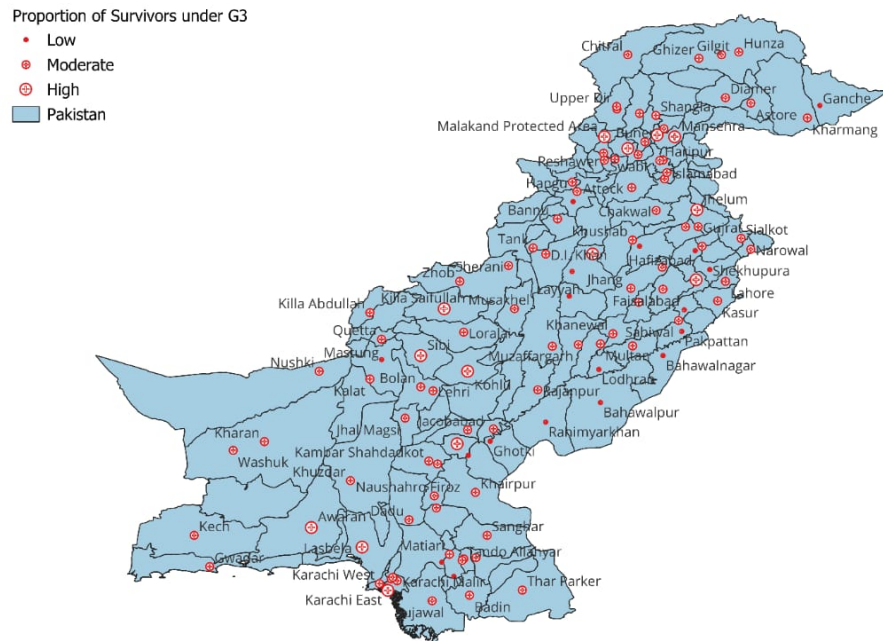 Proportion of Survivors under G3
Low
Moderate
High
Pakistan
Chitral
Ghizer
Gilgit
Hunza
Upper Dir
Shangla
Diamer
Ganche
Astore
Kharmang
Malakand Protected Area
Buner
Mansehra
Reshawer
Swabi
Haripur
Islamabad
Hangu
Attock
Jhelum
Bannu
Chakwal
Khushab
Gujrat
Sialkot
Tank
Narowal
D.I. Khan
Hafizabad
Sherani
Zhob
Jhang
Shekhupura
Layyah
Lahore
Killa Abdullah
Killa Saifullah
Musakhel
Faisalabad
Kasur
Quetta
Loralai
Khanewal
Sahiwal
Mastung
Sibi
Muzaffargarh
Multan
Pakpattan
Nushki
Bahawalnagar
Kalat
Bolan
Lehri
Kohlu
Lodhran
Rajanpur
Bahawalpur
Jhal Magsi
Jacobabad
Rahimyarkhan
Kharan
Washuk
Kambar Shahdadkot
Ghotki
Khuzdar
Naushahro Firoz
Khairpur
Awaran
Dadu
Kech
Sanghar
Lasbela
Matiari
Tando Allahyar
Gwadar
Karachi West
Karachi Malir
Karachi East
Thar Parker
Sujawal
Badin